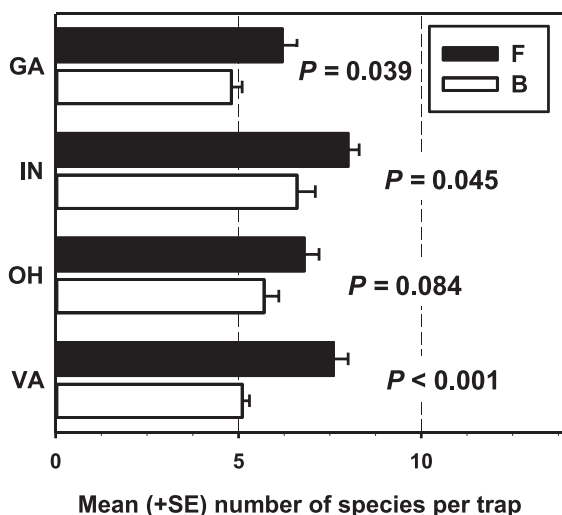 GA
P = 0.039
F
B
IN
P = 0.045
OH
P = 0.084
VA
P < 0.001
0 5 10
Mean (+SE) number of species per trap